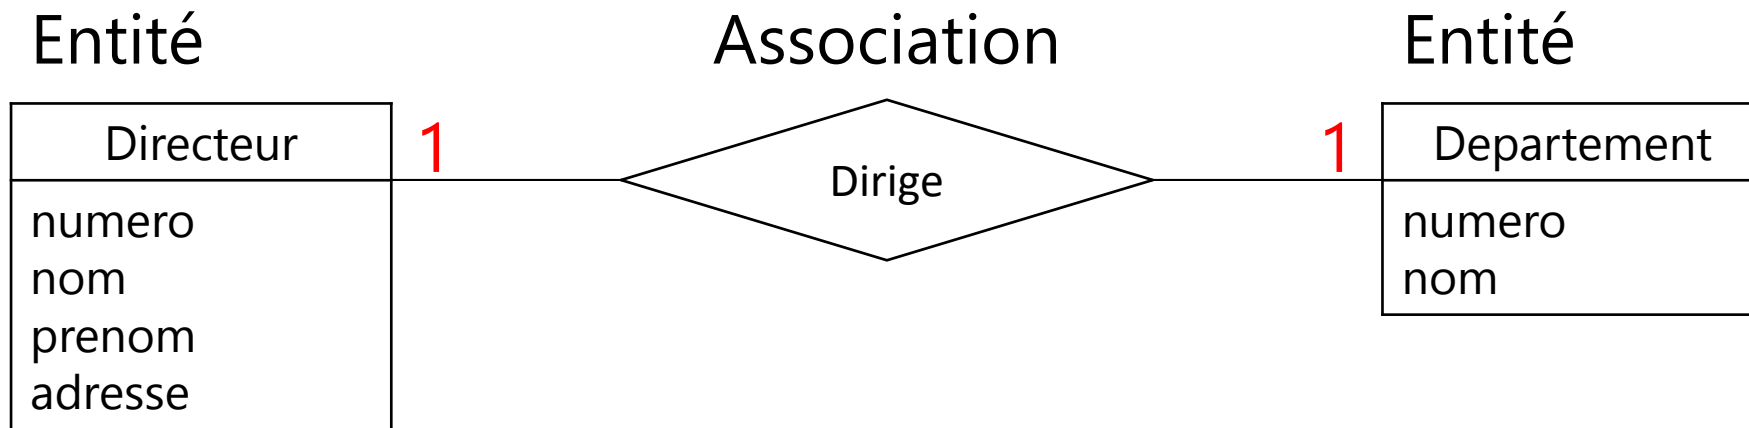 Entité
Association
Entité
Directeur
1
Dirige
1
Departement
numero
nom
prenom
adresse
numero
nom